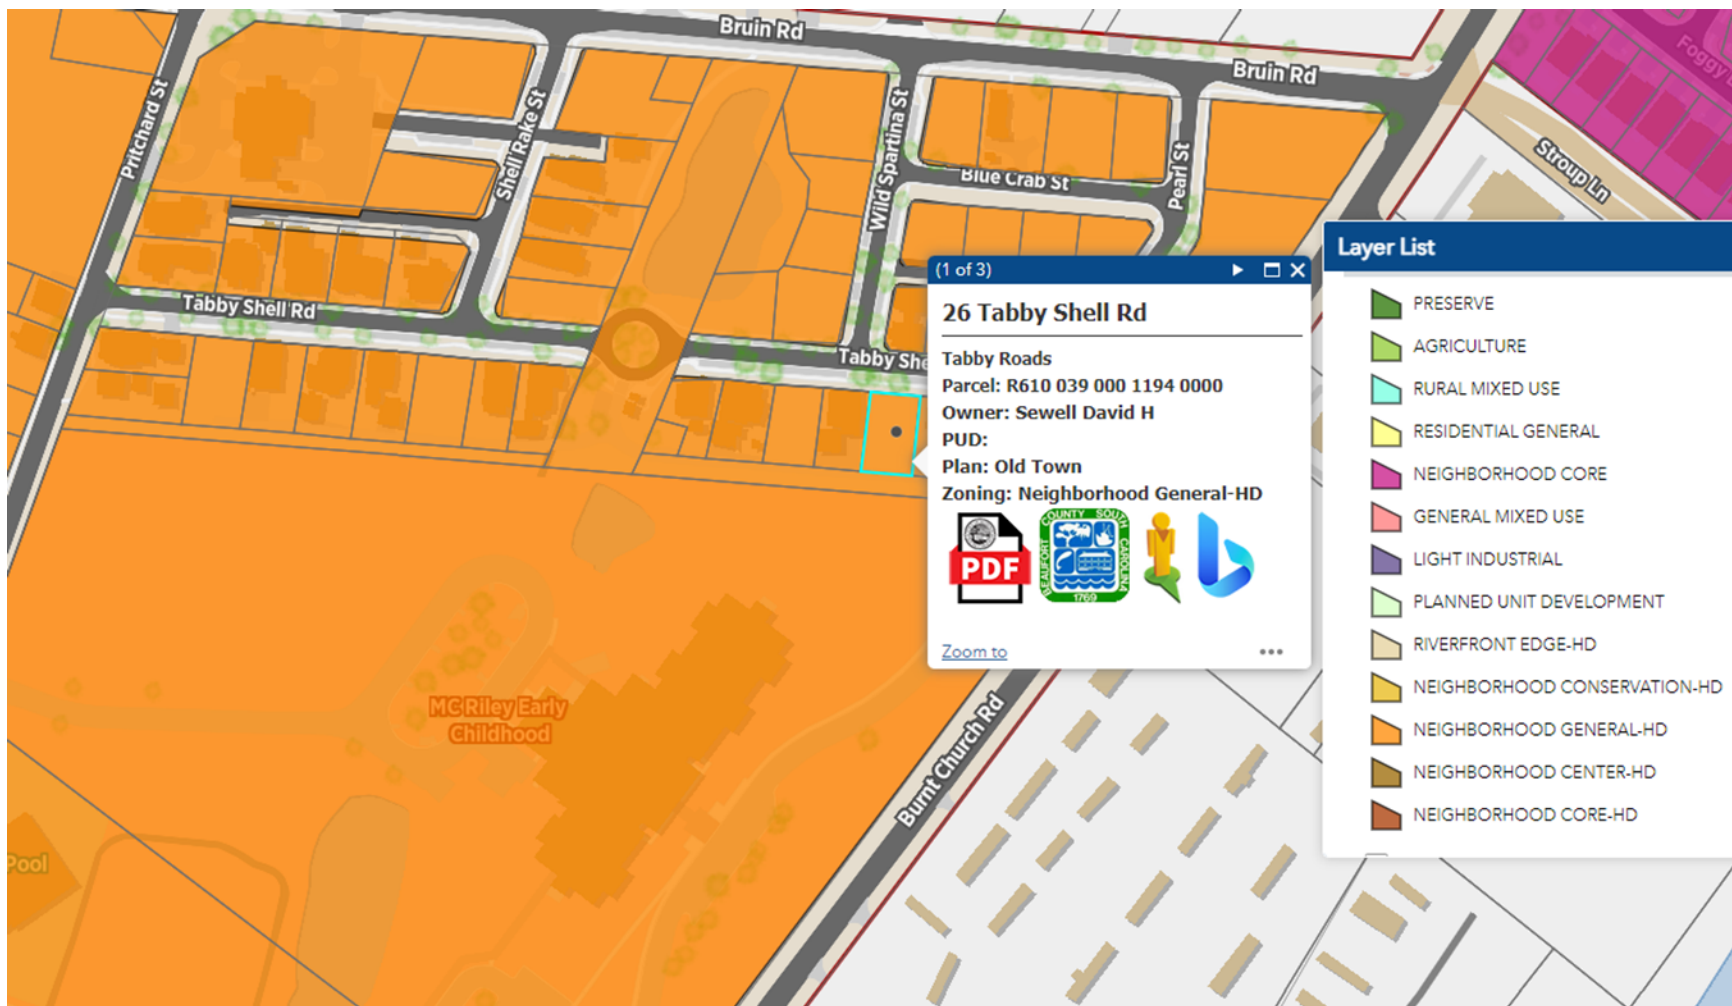 Bruin Rd
Bruin Rd
Foggy
Pritchard St
Shell Rake St
Wild Spartina St
Pearl St
Blue Crab St
Stroup Ln
Tabby Shell Rd
Tabby She
Layer List
PRESERVE
AGRICULTURE
RURAL MIXED USE
RESIDENTIAL GENERAL
NEIGHBORHOOD CORE
GENERAL MIXED USE
LIGHT INDUSTRIAL
PLANNED UNIT DEVELOPMENT
RIVERFRONT EDGE-HD
NEIGHBORHOOD CONSERVATION-HD
NEIGHBORHOOD GENERAL-HD
NEIGHBORHOOD CENTER-HD
NEIGHBORHOOD CORE-HD
(1 of 3)
26 Tabby Shell Rd
Tabby Roads
Parcel: R610 039 000 1194 0000
Owner: Sewell David H
PUD:
Plan: Old Town
Zoning: Neighborhood General-HD
PDF
BEAUFORT COUNTY SOUTH CAROLINA
1769
Zoom to
MC Riley Early
Childhood
Burnt Church Rd
Pool